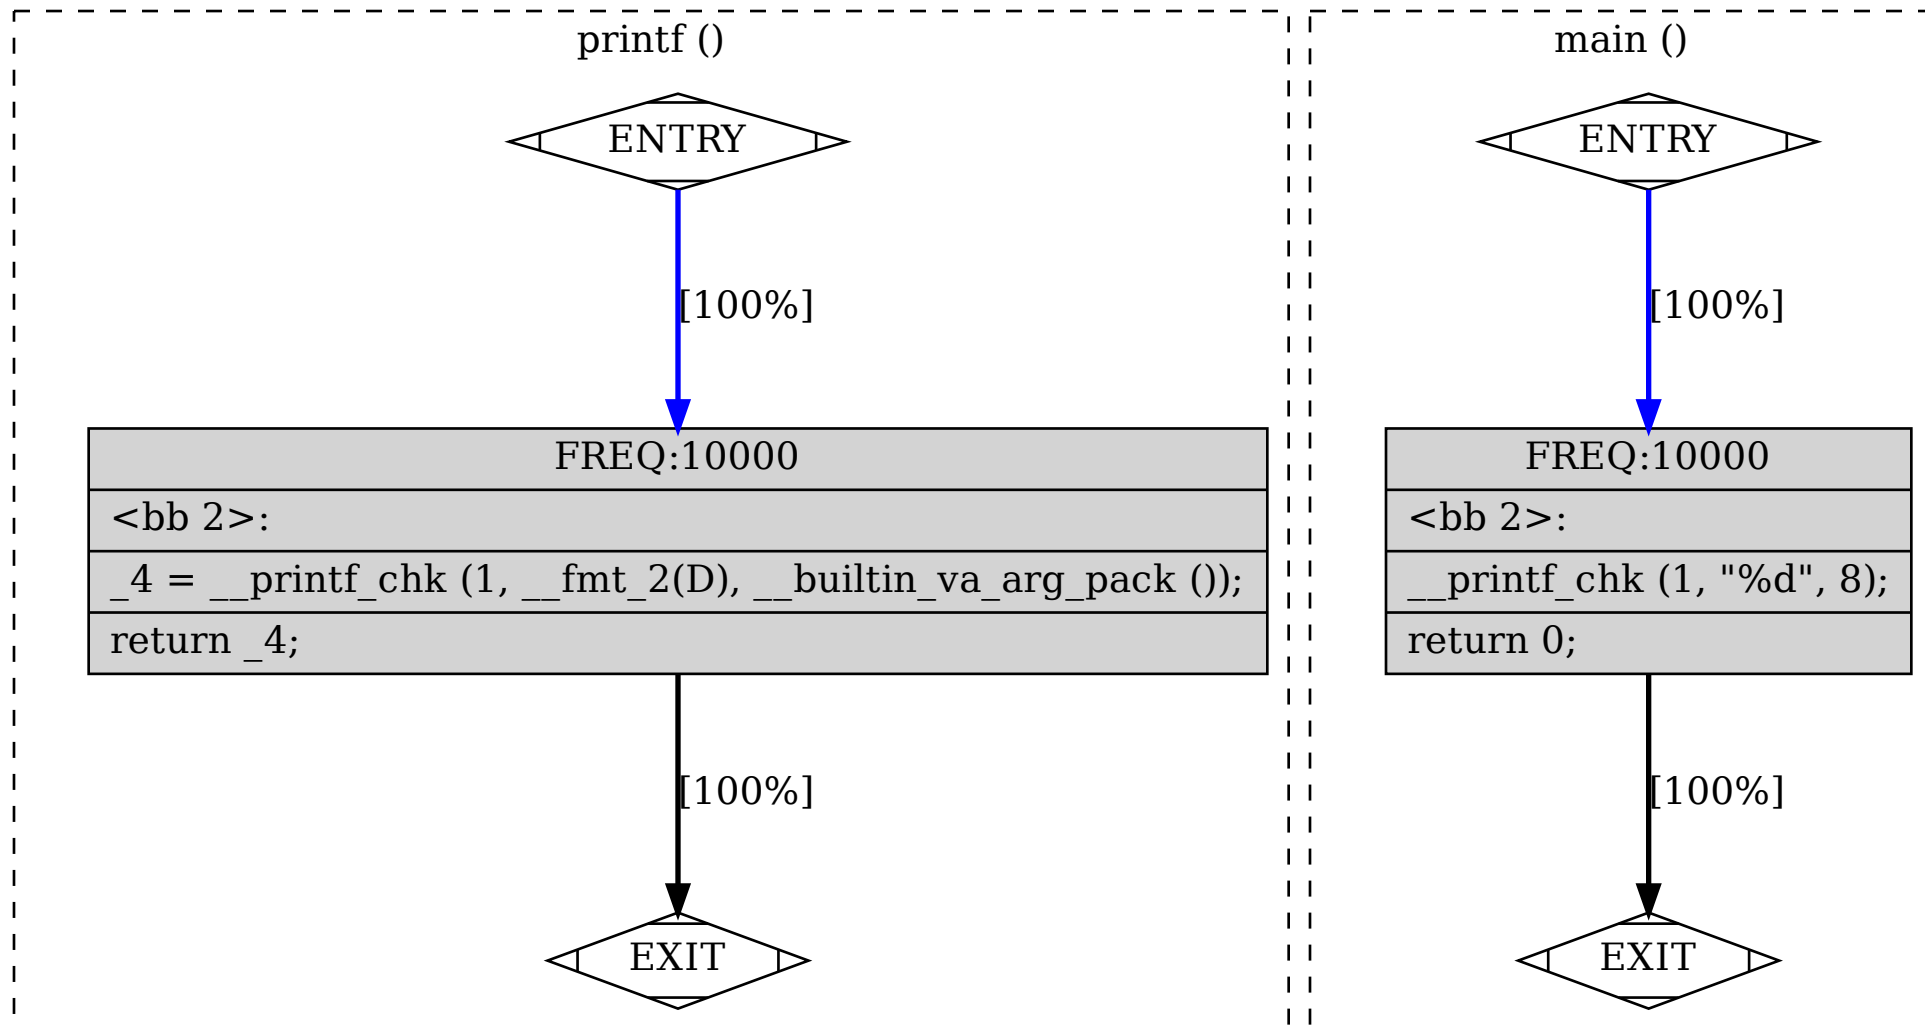 printf ()
ENTRY
[100%]
FREQ:10000
<bb 2>:
_4 = __printf_chk (1, __fmt_2(D), __builtin_va_arg_pack ());
return _4;
[100%]
EXIT
main ()
ENTRY
[100%]
FREQ:10000
<bb 2>:
__printf_chk (1, "%d", 8);
return 0;
[100%]
EXIT